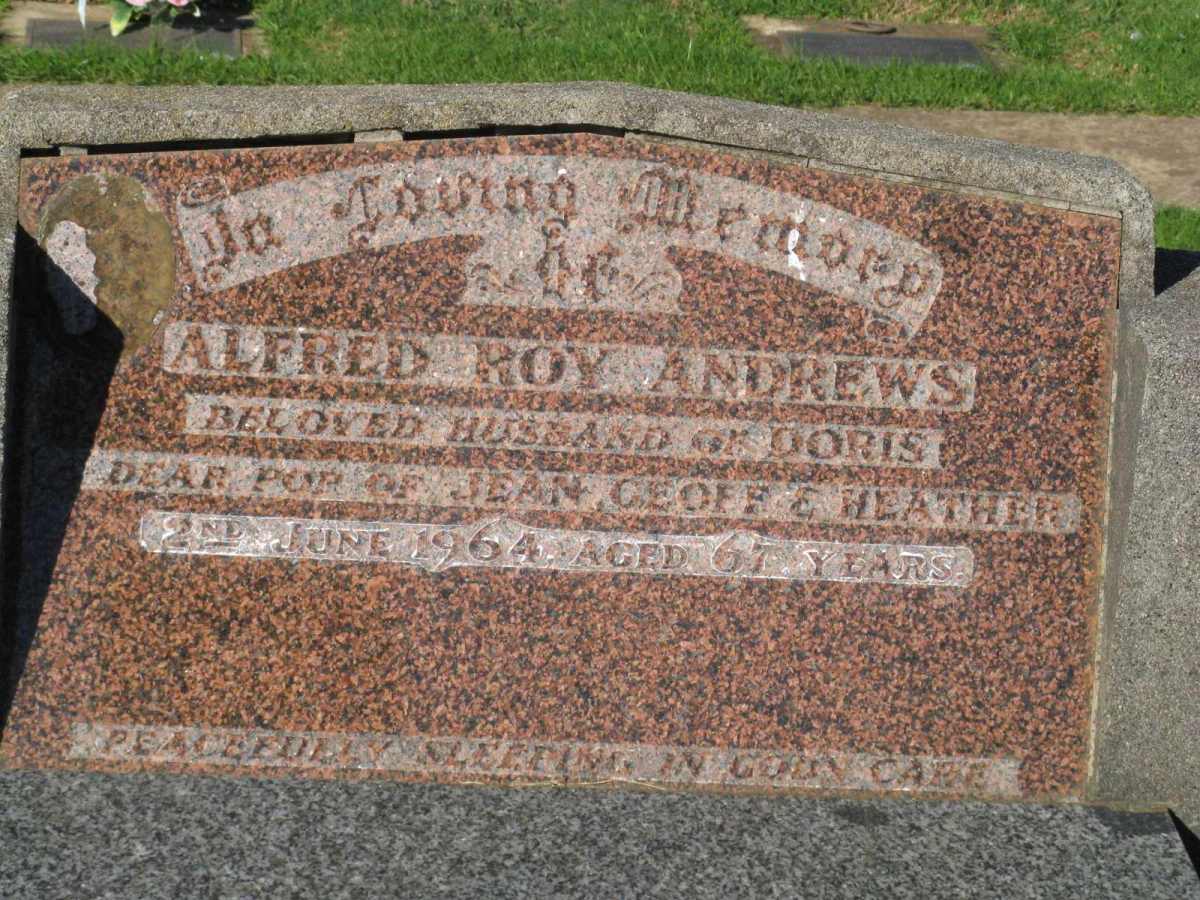 In Loving Memory
of
ALFRED ROY ANDREWS
BELOVED HUSBAND OF DORIS
DEAR POP OF JEAN, GEOFF & HEATHER
2ND JUNE 1964. AGED 67 YEARS.
PEACEFULLY SLEEPING IN GOD'S CARE